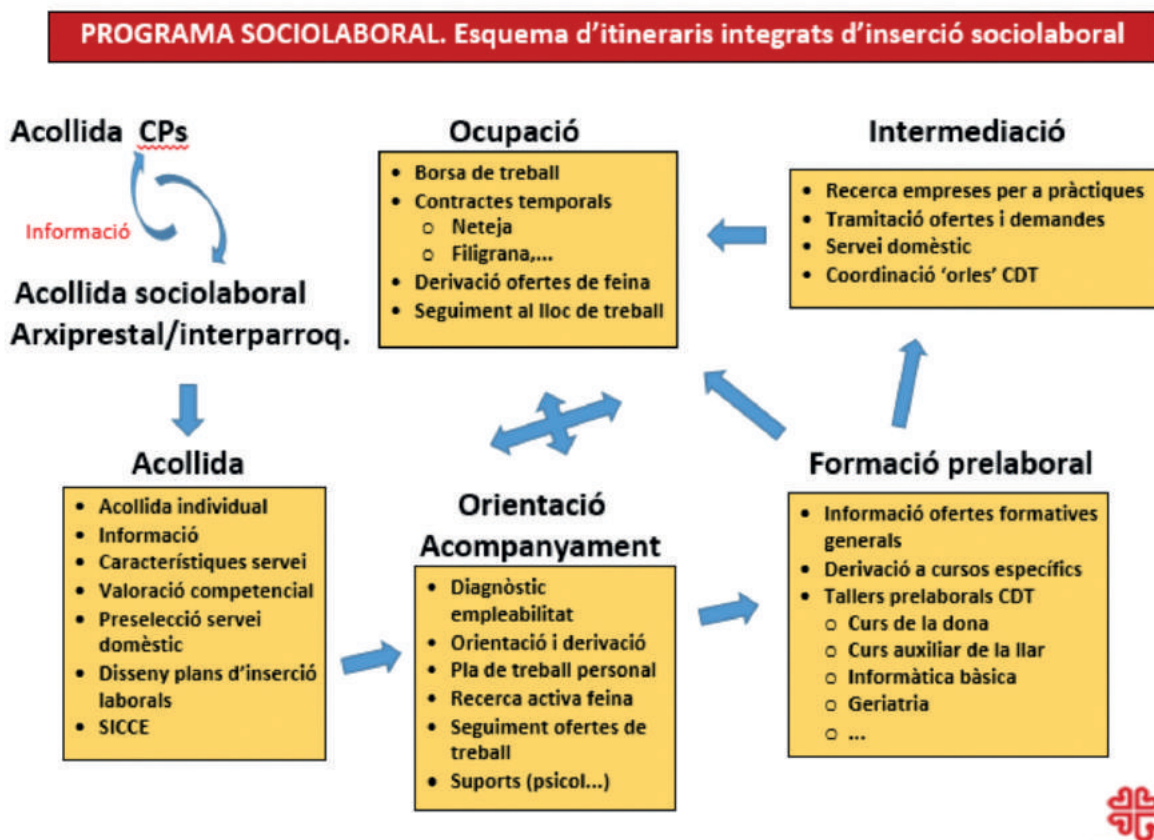 PROGRAMA SOCIOLABORAL. Esquema d'itineraris integrats d'inserció sociolaboral
Acollida CPs
Informació
Acollida sociolaboral
Arxiprestal/interparroq.
Ocupació
• Borsa de treball
• Contractes temporals
o Neteja
o Filigrana,...
• Derivació ofertes de feina
• Seguiment al lloc de treball
Intermediació
• Recerca empreses per a pràctiques
• Tramitació ofertes i demandes
• Servei domèstic
• Coordinació ‘orles’ CDT
Acollida
• Acollida individual
• Informació
• Característiques servei
• Valoració competencial
• Preselecció servei
domèstic
• Disseny plans d'inserció
laborals
• SICCE
Orientació
Acompanyament
• Diagnòstic
empleabilitat
• Orientació i derivació
• Pla de treball personal
• Recerca activa feina
• Seguiment ofertes de
treball
• Suports (psicol...)
Formació prelaboral
• Informació ofertes formatives
generals
• Derivació a cursos específics
• Tallers prelaborals CDT
o Curs de la dona
o Curs auxiliar de la llar
o Informàtica bàsica
o Geriatria
o ...